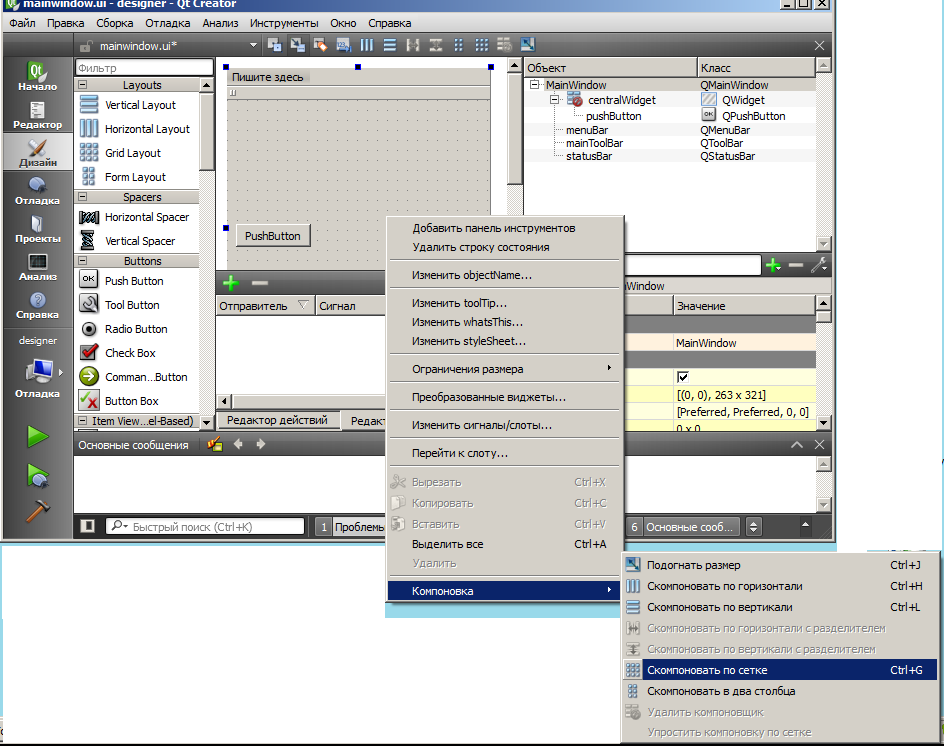 mainwindow.ui - designer - Qt Creator
Файл Правка Сборка Отладка Анализ Инструменты Окно Справка
mainwindow.ui*
Начало
Редактор
Дизайн
Отладка
Проекты
Анализ
Справка
designer
Отладка
Фильтр
Layouts
Vertical Layout
Horizontal Layout
Grid Layout
Form Layout
Spacers
Horizontal Spacer
Vertical Spacer
Buttons
OK Push Button
Tool Button
Radio Button
Check Box
Comman...Button
Button Box
Item View...el-Based)
Пишите здесь
PushButton
Отправитель Сигнал
Редактор действий
Объект Класс
MainWindow QMainWindow
centralWidget QWidget
pushButton OK QPushButton
menuBar QMenuBar
mainToolBar QToolBar
statusBar QStatusBar
Значение
MainWindow
[(0, 0), 263 x 321]
[Preferred, Preferred, 0, 0]
0 x 0
Основные сообщения
Быстрый поиск (Ctrl+K)
1 Проблемы
6 Основные сооб...
Добавить панель инструментов
Удалить строку состояния
Изменить objectName...
Изменить toolTip...
Изменить whatsThis...
Изменить styleSheet...
Ограничения размера
Преобразованные виджеты...
Изменить сигналы/слоты...
Перейти к слоту...
Вырезать Ctrl+X
Копировать Ctrl+C
Вставить Ctrl+V
Выделить все Ctrl+A
Удалить
Компоновка
Подогнать размер Ctrl+J
Скомпоновать по горизонтали Ctrl+H
Скомпоновать по вертикали Ctrl+L
Скомпоновать по горизонтали с разделителем
Скомпоновать по вертикали с разделителем
Скомпоновать по сетке Ctrl+G
Скомпоновать в два столбца
Удалить компоновщик
Упростить компоновку по сетке